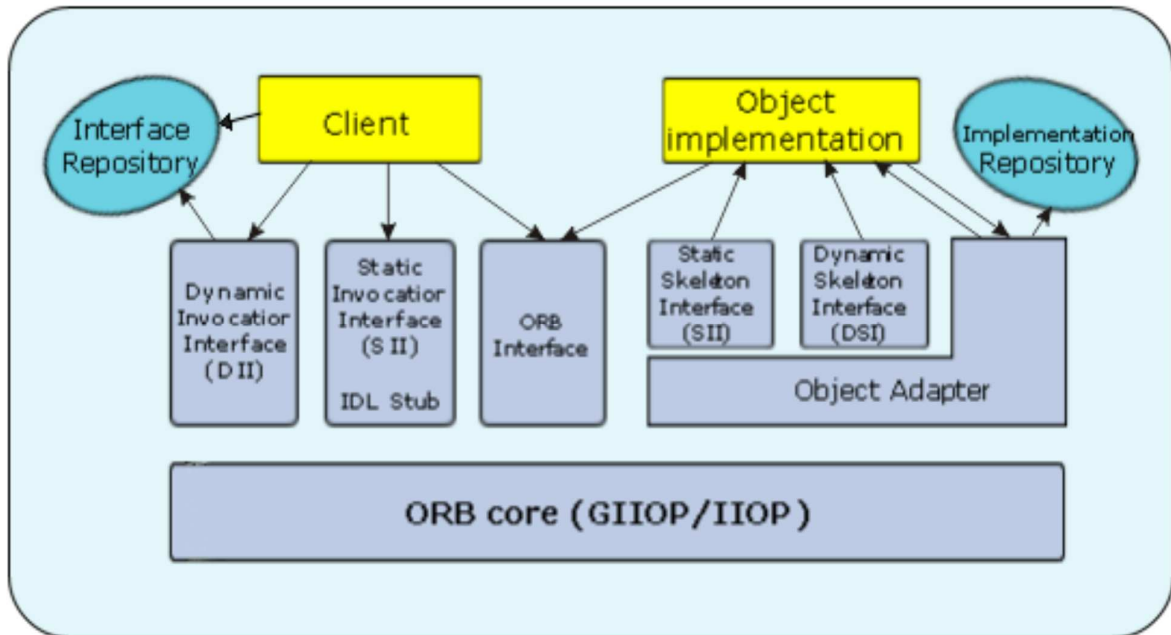 Interface
Repository
Client
Object
implementation
Implementation
Repository
Dynamic
Invocatior
Interface
(DII)
Static
Invocatior
Interface
(SII)
IDL Stub
ORB
Interface
Static
Skeleton
Interface
(SII)
Dynamic
Skeleton
Interface
(DSI)
Object Adapter
ORB core (GIIOP/IIOP)